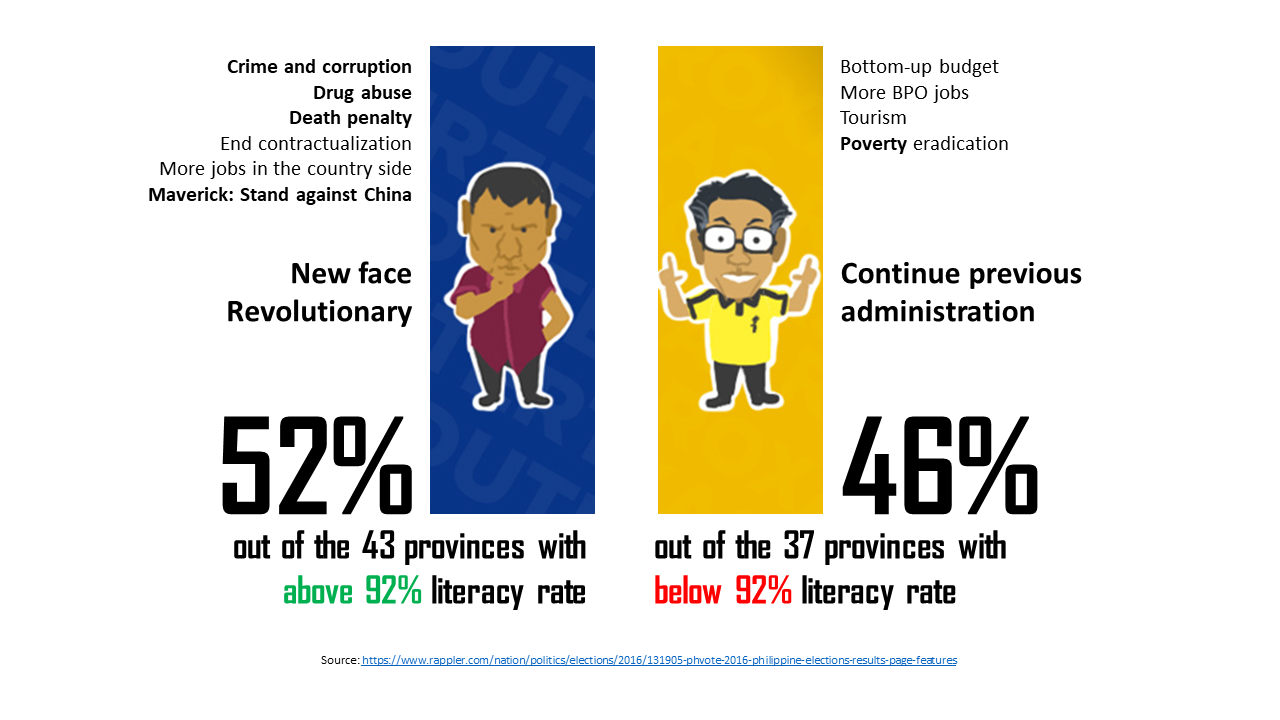 Crime and corruption
Drug abuse
Death penalty
End contractualization
More jobs in the country side
Maverick: Stand against China
New face
Revolutionary
52%
out of the 43 provinces with
above 92% literacy rate
Bottom-up budget
More BPO jobs
Tourism
Poverty eradication
Continue previous
administration
46%
out of the 37 provinces with
below 92% literacy rate
Source: https://www.rappler.com/nation/politics/elections/2016/131905-phvote-2016-philippine-elections-results-page-features